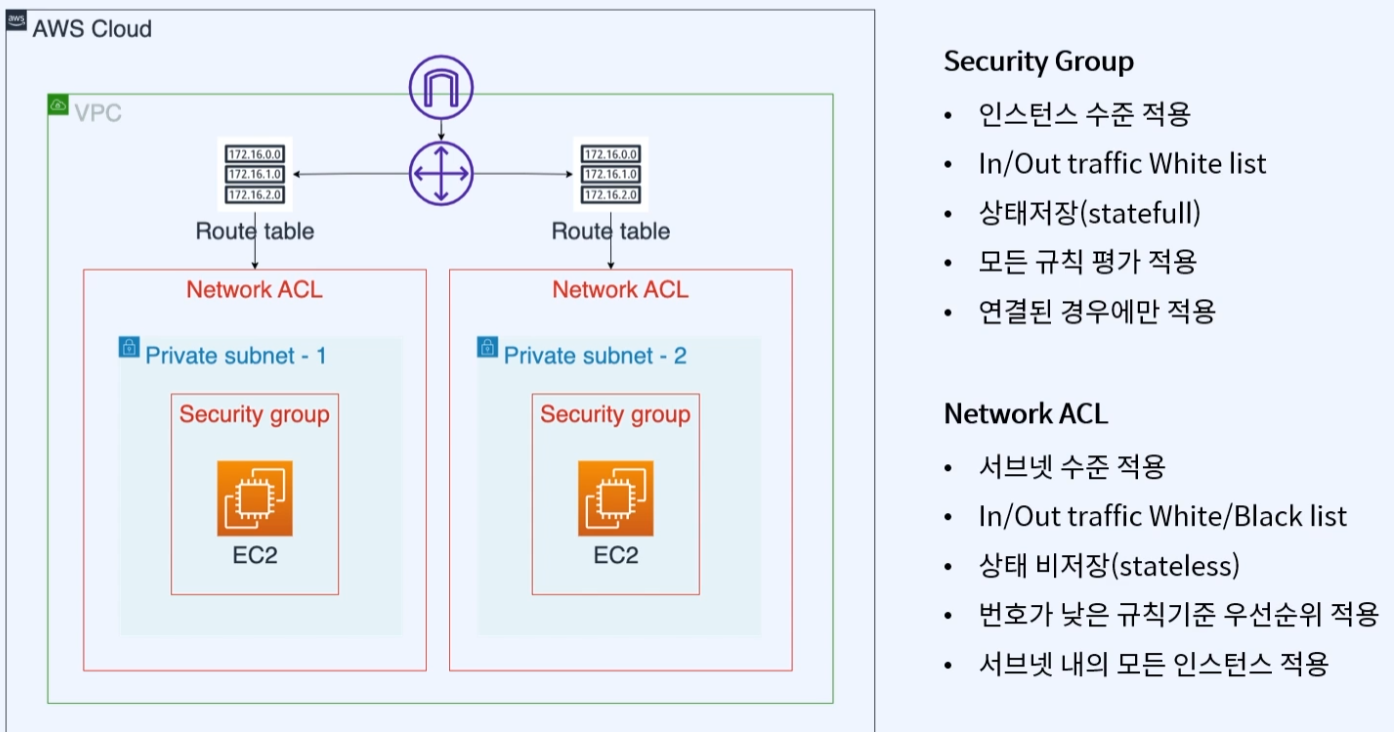 aws
AWS Cloud
VPC
172.16.0.0
172.16.1.0
172.16.2.0
Route table
172.16.0.0
172.16.1.0
172.16.2.0
Route table
Network ACL
Private subnet - 1
Security group
EC2
Network ACL
Private subnet - 2
Security group
EC2
Security Group
• 인스턴스 수준 적용
• In/Out traffic White list
• 상태저장(statefull)
• 모든 규칙 평가 적용
• 연결된 경우에만 적용
Network ACL
• 서브넷 수준 적용
• In/Out traffic White/Black list
• 상태 비저장(stateless)
• 번호가 낮은 규칙기준 우선순위 적용
• 서브넷 내의 모든 인스턴스 적용